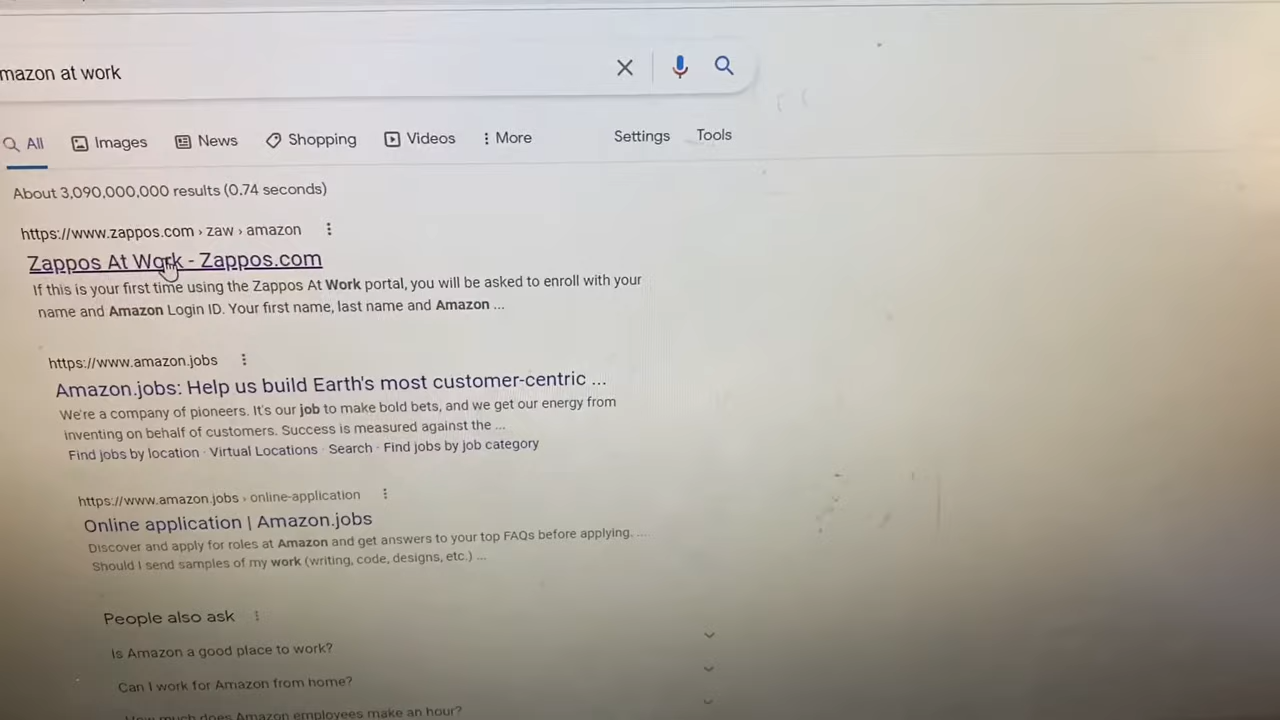 mazon at work
All Images News Shopping Videos More Settings Tools
About 3,090,000,000 results (0.74 seconds)
https://www.zappos.com › zaw › amazon
Zappos At Work - Zappos.com
If this is your first time using the Zappos At Work portal, you will be asked to enroll with your
name and Amazon Login ID. Your first name, last name and Amazon ...
https://www.amazon.jobs
Amazon.jobs: Help us build Earth's most customer-centric ...
We're a company of pioneers. It's our job to make bold bets, and we get our energy from
inventing on behalf of customers. Success is measured against the ...
Find jobs by location · Virtual Locations · Search · Find jobs by job category
https://www.amazon.jobs › online-application
Online application | Amazon.jobs
Discover and apply for roles at Amazon and get answers to your top FAQs before applying. ....
Should I send samples of my work (writing, code, designs, etc.) ...
People also ask
Is Amazon a good place to work?
Can I work for Amazon from home?
How much does Amazon employees make an hour?